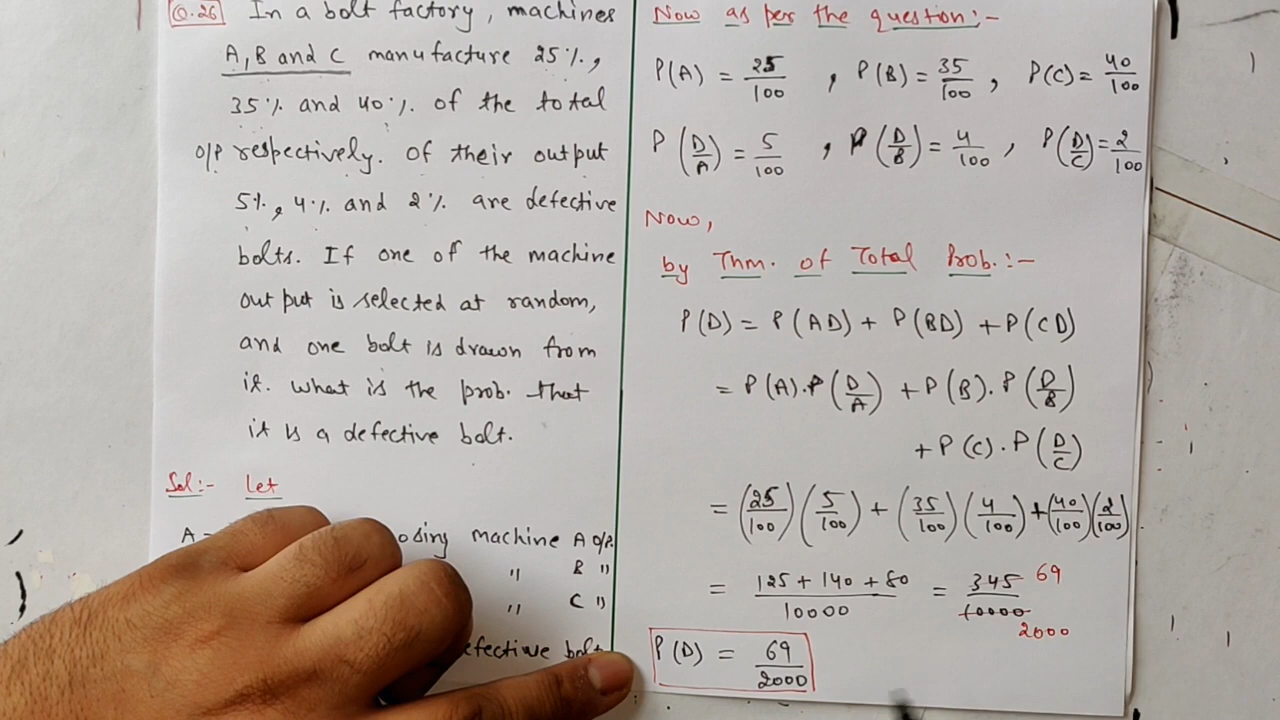 Q.26 In a bolt factory, machines
A, B and C manufacture 25%,
35% and 40% of the total
O/P respectively. Of their output
5%, 4% and 2% are defective
bolts. If one of the machine
output is selected at random,
and one bolt is drawn from
it. What is the prob. that
it is a defective bolt.
Sol:- Let
A machine A O/P.
" B "
" C "
bolt
Now as per the question:-
P(A) = 25/100 , P(B) = 35/100 , P(C) = 40/100
P(D/A) = 5/100 , P(D/B) = 4/100 , P(D/C) = 2/100
Now,
by Thm. of Total Prob.:-
P(D) = P(AD) + P(BD) + P(CD)
= P(A).P(D/A) + P(B).P(D/B)
+ P(C).P(D/C)
= (25/100)(5/100) + (35/100)(4/100) + (40/100)(2/100)
= 125 + 140 + 80/10000 = 345/10000 69/2000
P(D) = 69/2000